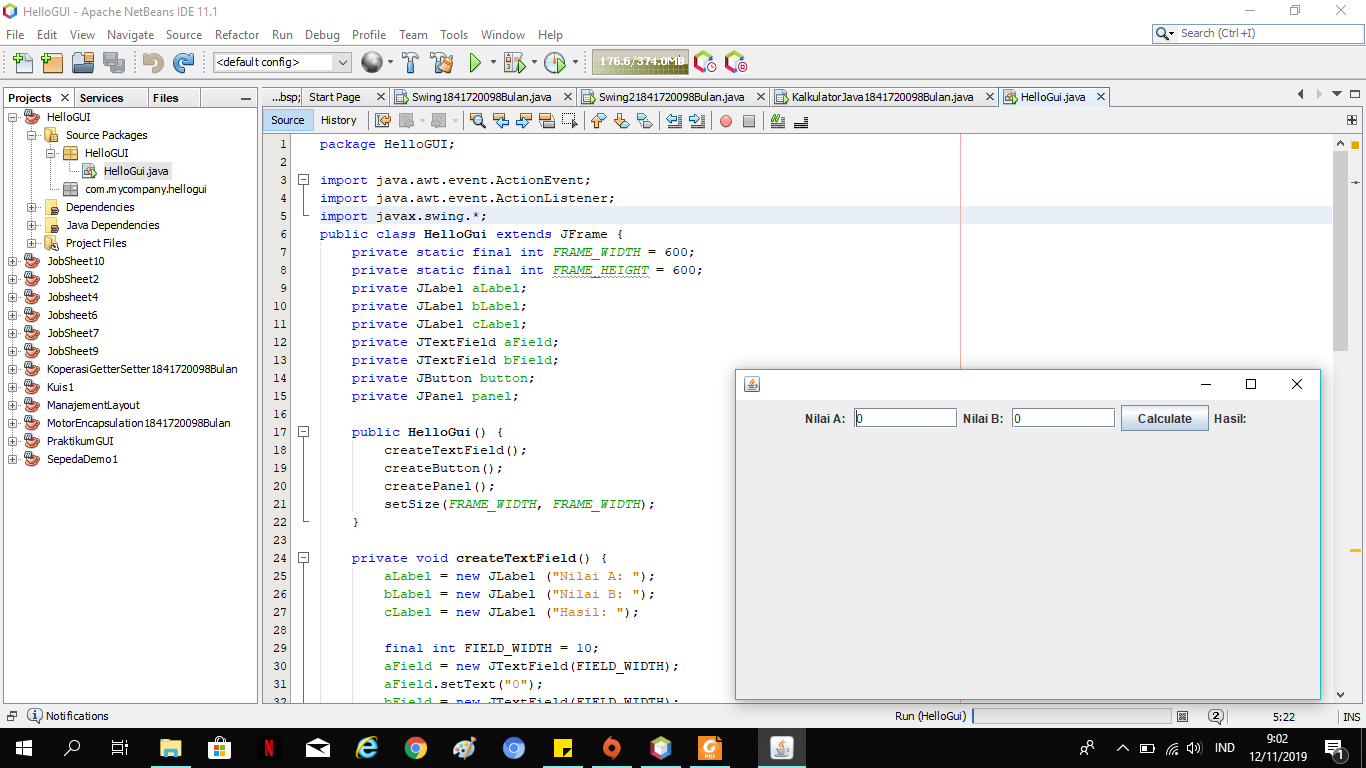 HelloGUI - Apache NetBeans IDE 11.1
File Edit View Navigate Source Refactor Run Debug Profile Team Tools Window Help
Search (Ctrl+I)
<default config>
176.6/374.0MB
Projects Services Files
...bsp; Start Page Swing1841720098Bulan.java Swing21841720098Bulan.java KalkulatorJava1841720098Bulan.java HelloGui.java
Source History
HelloGUI
Source Packages
HelloGUI
HelloGui.java
com.mycompany.hellogui
Dependencies
Java Dependencies
Project Files
JobSheet10
JobSheet2
Jobsheet4
Jobsheet6
JobSheet7
JobSheet9
KoperasiGetterSetter1841720098Bulan
Kuis1
ManajementLayout
MotorEncapsulation1841720098Bulan
PraktikumGUI
SepedaDemo1
1 package HelloGUI;
2
3 import java.awt.event.ActionEvent;
4 import java.awt.event.ActionListener;
5 import javax.swing.*;
6 public class HelloGui extends JFrame {
7 private static final int FRAME_WIDTH = 600;
8 private static final int FRAME_HEIGHT = 600;
9 private JLabel aLabel;
10 private JLabel bLabel;
11 private JLabel cLabel;
12 private JTextField aField;
13 private JTextField bField;
14 private JButton button;
15 private JPanel panel;
16
17 public HelloGui() {
18 createTextField();
19 createButton();
20 createPanel();
21 setSize(FRAME_WIDTH, FRAME_WIDTH);
22 }
23
24 private void createTextField() {
25 aLabel = new JLabel ("Nilai A: ");
26 bLabel = new JLabel ("Nilai B: ");
27 cLabel = new JLabel ("Hasil: ");
28
29 final int FIELD_WIDTH = 10;
30 aField = new JTextField(FIELD_WIDTH);
31 aField.setText("0");
32 bField = new JTextField(FIELD_WIDTH);
Nilai A: 0 Nilai B: 0 Calculate Hasil:
Notifications
Run (HelloGui)
2
5:22
INS
IND
9:02
12/11/2019
1